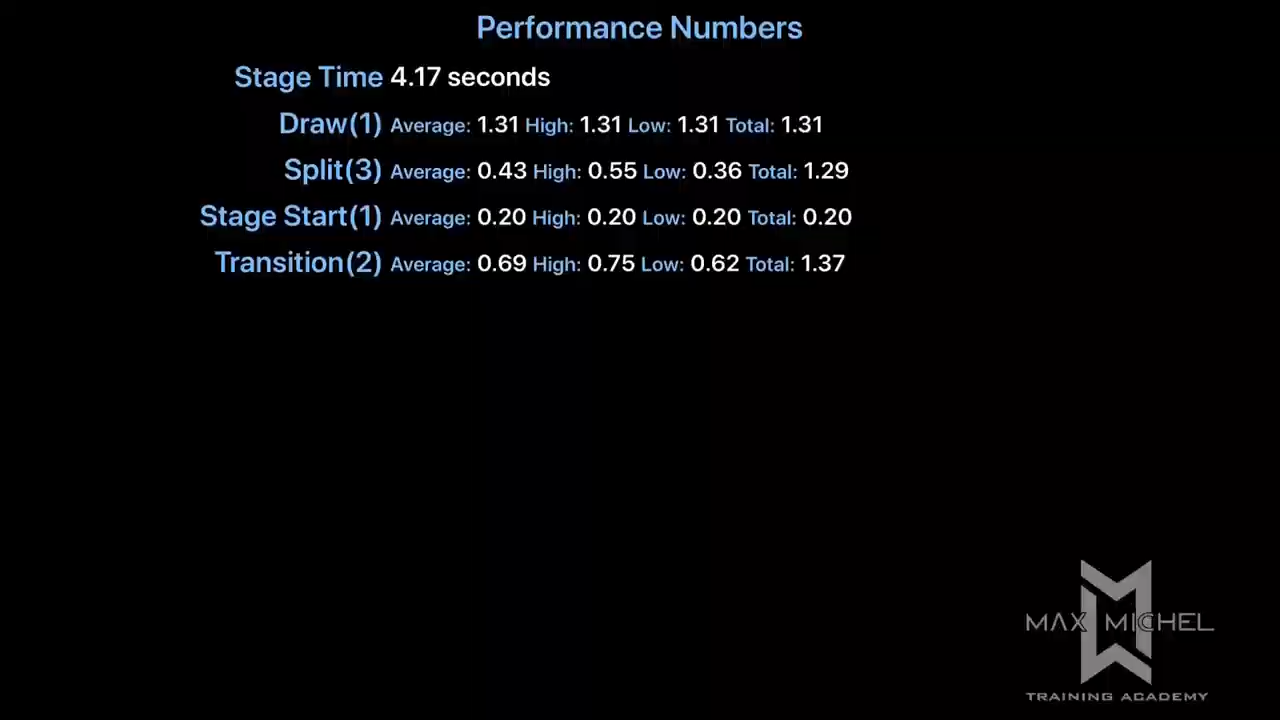 Performance Numbers
Stage Time 4.17 seconds
Draw(1) Average: 1.31 High: 1.31 Low: 1.31 Total: 1.31
Split(3) Average: 0.43 High: 0.55 Low: 0.36 Total: 1.29
Stage Start(1) Average: 0.20 High: 0.20 Low: 0.20 Total: 0.20
Transition(2) Average: 0.69 High: 0.75 Low: 0.62 Total: 1.37
MAX MICHEL
TRAINING ACADEMY